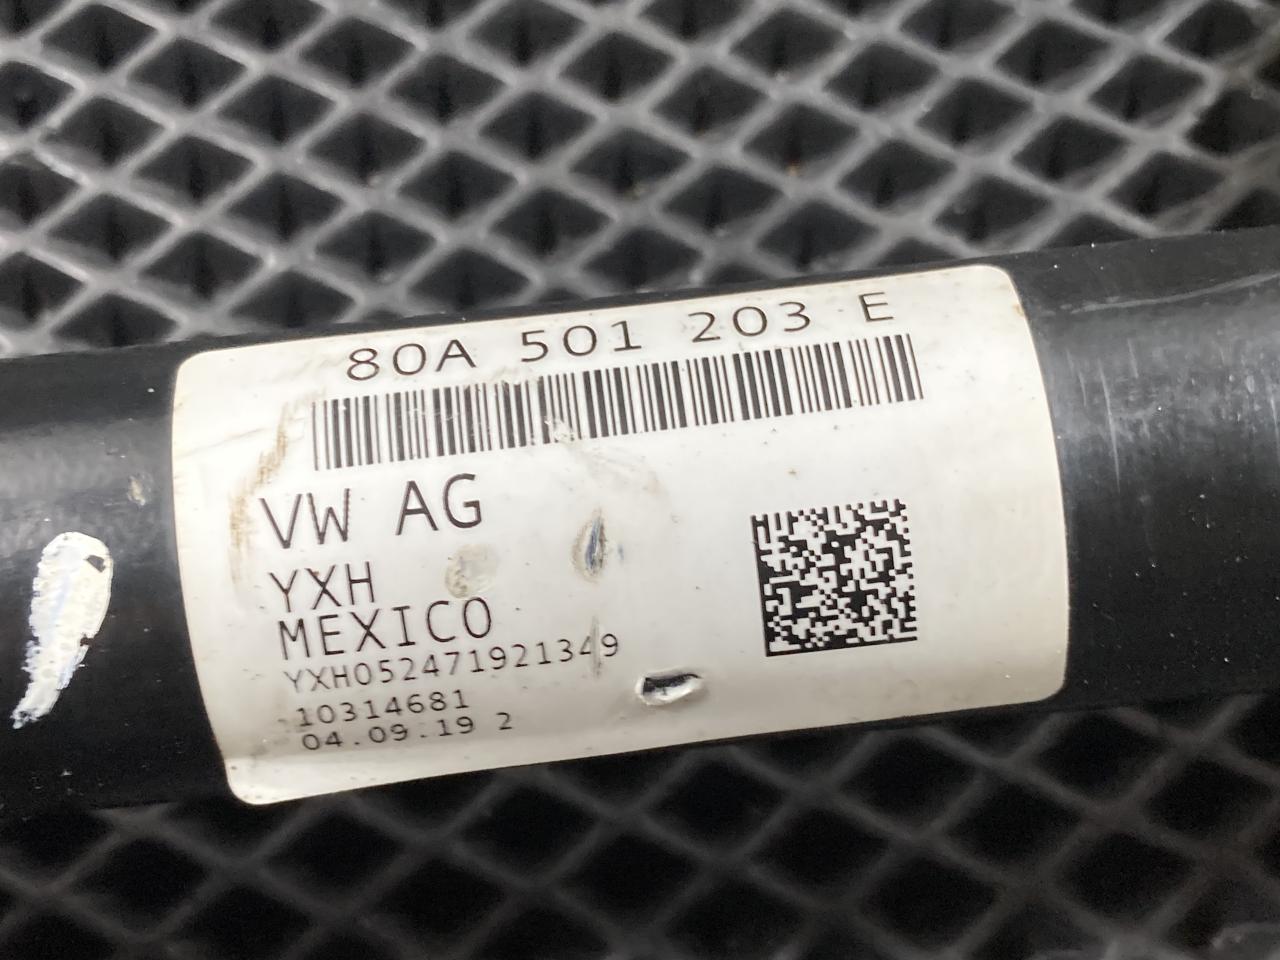 80A 501 203 E
VW AG
YXH
MEXICO
YXH052471921349
10314681
04.09.19 2